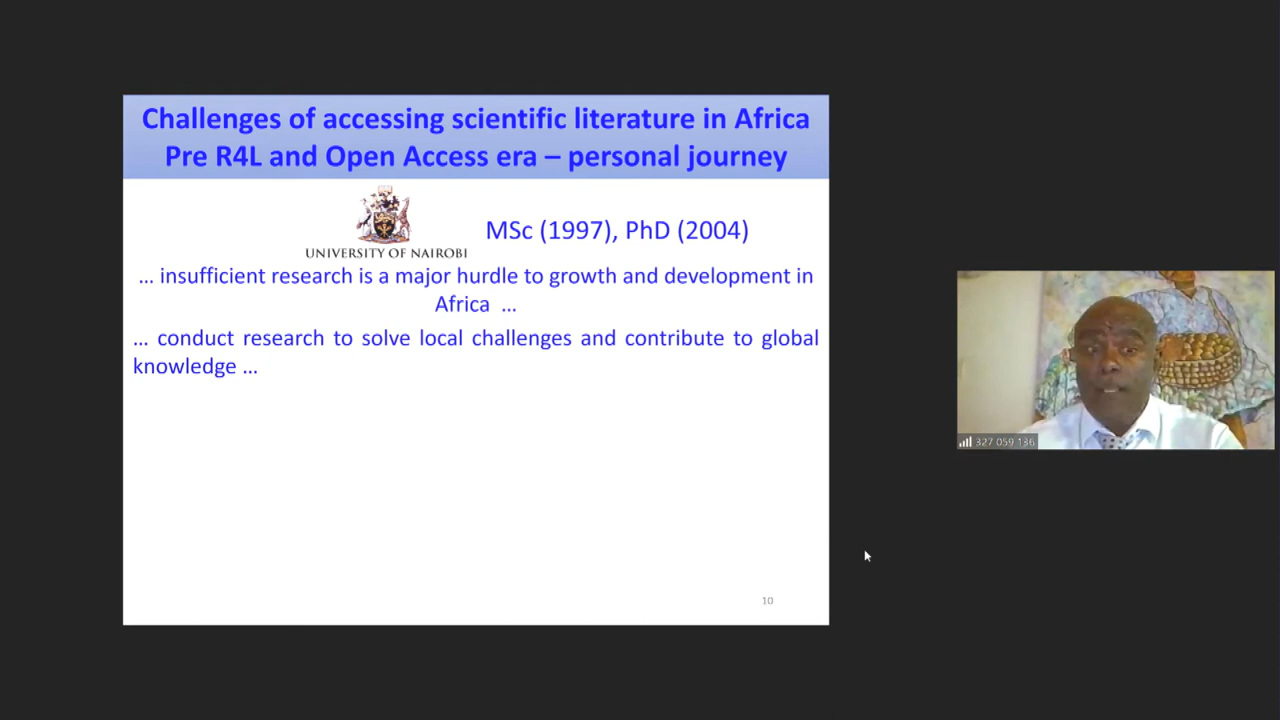 Challenges of accessing scientific literature in Africa
Pre R4L and Open Access era – personal journey
UNIVERSITY OF NAIROBI
MSc (1997), PhD (2004)
... insufficient research is a major hurdle to growth and development in
Africa ...
... conduct research to solve local challenges and contribute to global
knowledge ...
10
327 059 136